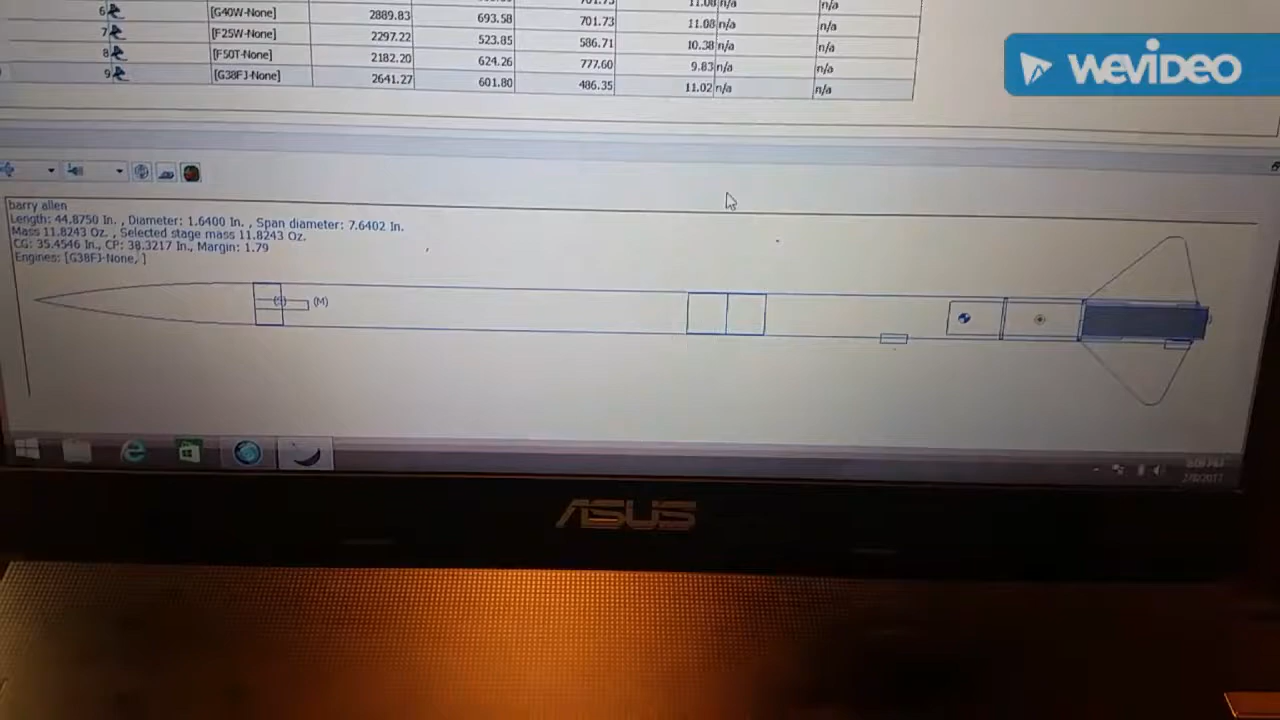 6 [G40W-None] 2889.83 693.58 701.73 11.08 n/a n/a
7 [F25W-None] 2297.22 523.85 586.71 10.38 n/a n/a
8 [F50T-None] 2182.20 624.26 777.60 9.83 n/a n/a
9 [G38FJ-None] 2641.27 601.80 486.35 11.02 n/a n/a
WEVIDEO
barry allen
Length: 44.8750 In. , Diameter: 1.6400 In. , Span diameter: 7.6402 In.
Mass 11.8243 Oz. , Selected stage mass 11.8243 Oz.
CG: 35.4546 In., CP: 38.3217 In., Margin: 1.79
Engines: [G38FJ-None, ]
(M)
ASUS